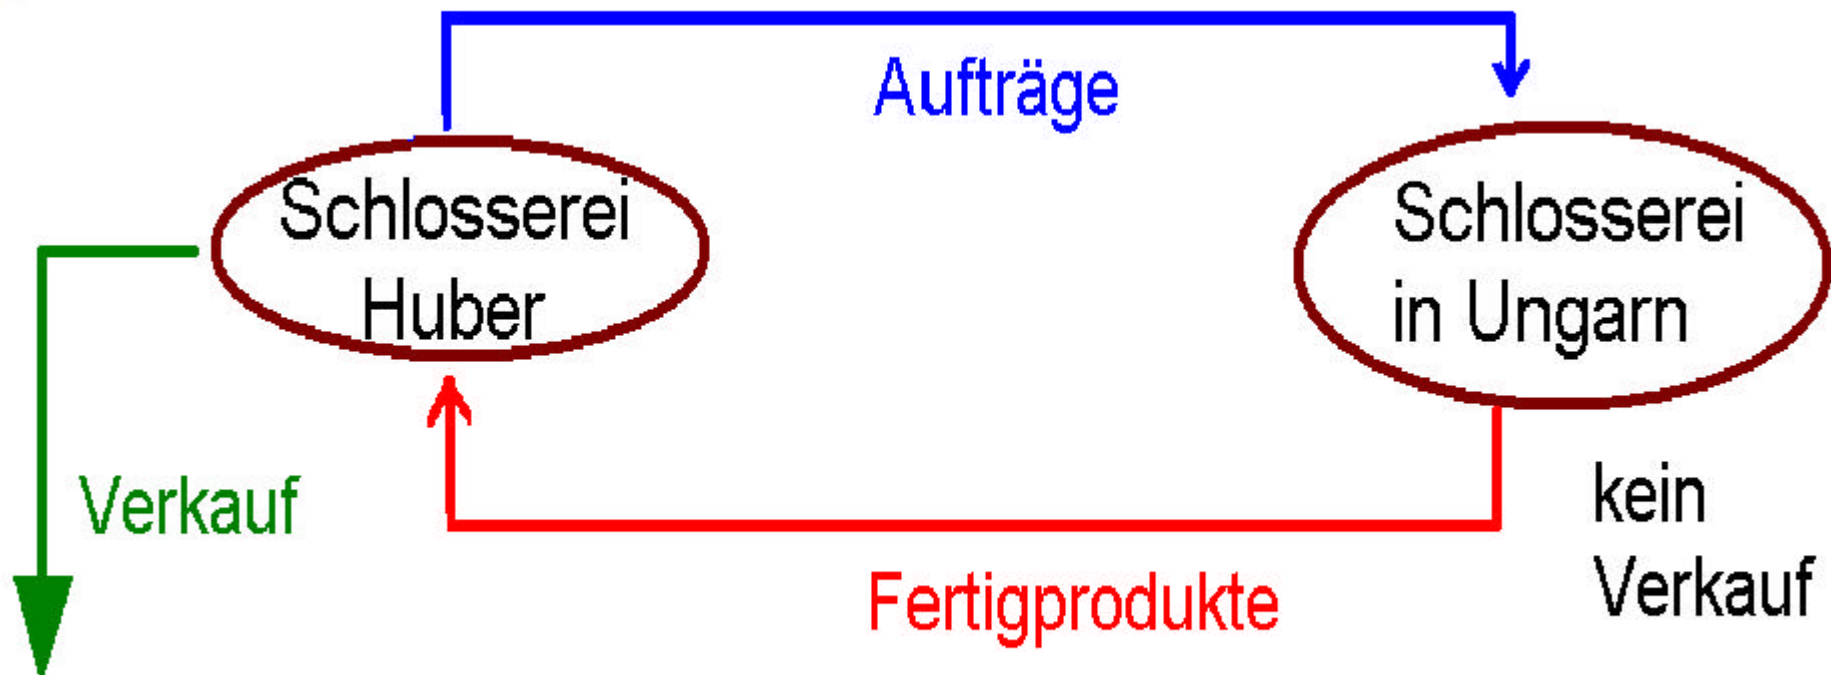 Aufträge
Schlosserei
Huber
Schlosserei
in Ungarn
Verkauf
kein
Verkauf
Fertigprodukte